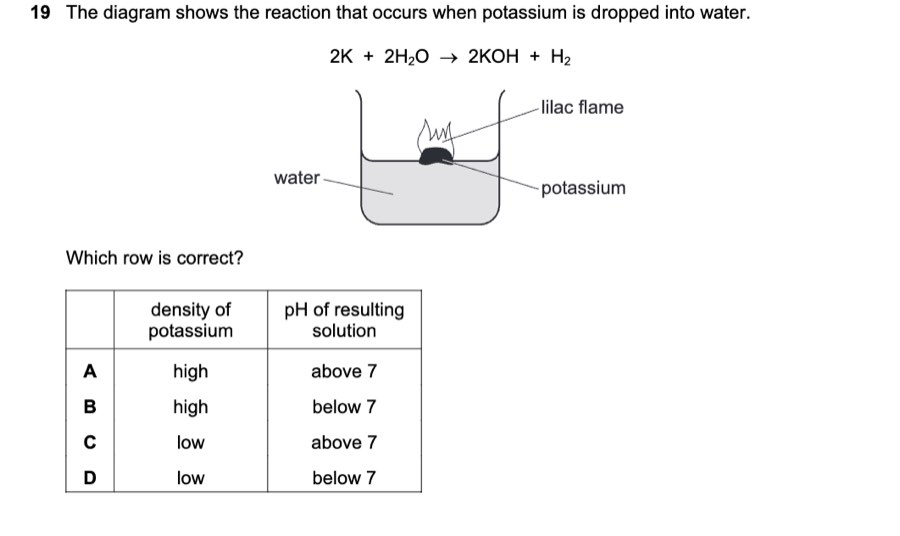 19 The diagram shows the reaction that occurs when potassium is dropped into water.
2K + 2H₂O → 2KOH + H₂
lilac flame
water
potassium
Which row is correct?
density of potassium | pH of resulting solution
A high above 7
B high below 7
C low above 7
D low below 7